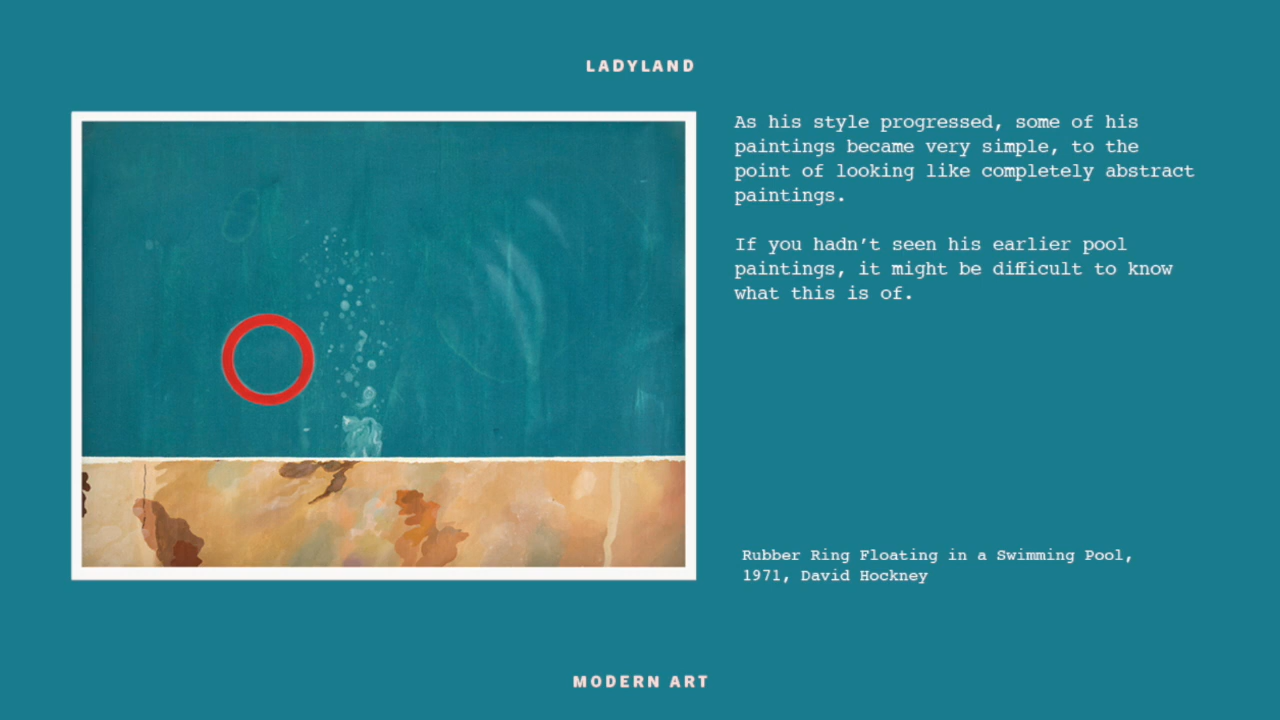 LADYLAND
As his style progressed, some of his
paintings became very simple, to the
point of looking like completely abstract
paintings.
If you hadn't seen his earlier pool
paintings, it might be difficult to know
what this is of.
Rubber Ring Floating in a Swimming Pool,
1971, David Hockney
MODERN ART